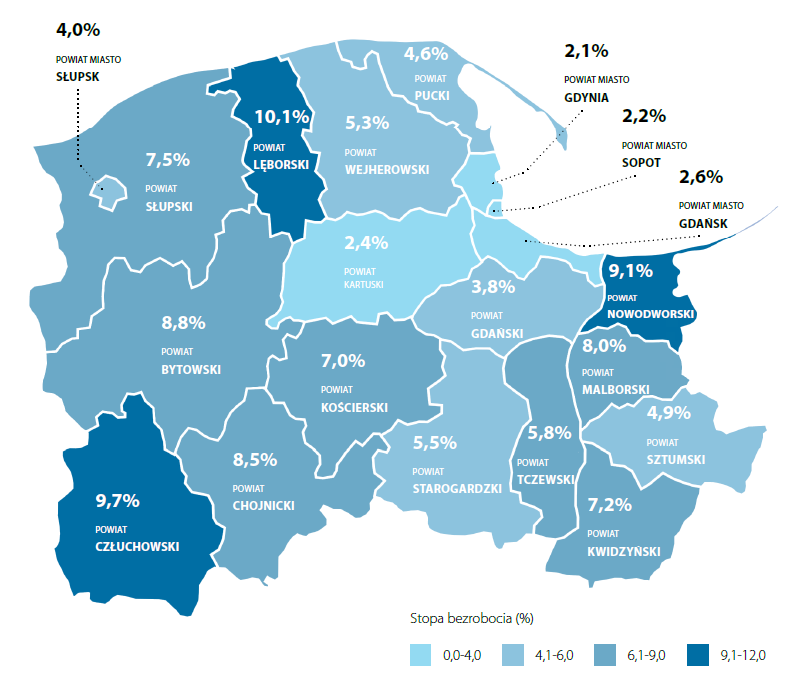 4,0%
POWIAT MIASTO
SŁUPSK
4,6%
POWIAT
PUCKI
2,1%
POWIAT MIASTO
GDYNIA
10,1%
POWIAT
LĘBORSKI
5,3%
POWIAT
WEJHEROWSKI
2,2%
POWIAT MIASTO
SOPOT
7,5%
POWIAT
SŁUPSKI
2,6%
POWIAT MIASTO
GDAŃSK
2,4%
POWIAT
KARTUSKI
9,1%
POWIAT
NOWODWORSKI
3,8%
POWIAT
GDAŃSKI
8,8%
POWIAT
BYTOWSKI
7,0%
POWIAT
KOŚCIERSKI
8,0%
POWIAT
MALBORSKI
4,9%
POWIAT
SZTUMSKI
5,8%
POWIAT
TCZEWSKI
5,5%
POWIAT
STAROGARDZKI
8,5%
POWIAT
CHOJNICKI
9,7%
POWIAT
CZŁUCHOWSKI
7,2%
POWIAT
KWIDZYŃSKI
Stopa bezrobocia (%)
0,0-4,0
4,1-6,0
6,1-9,0
9,1-12,0